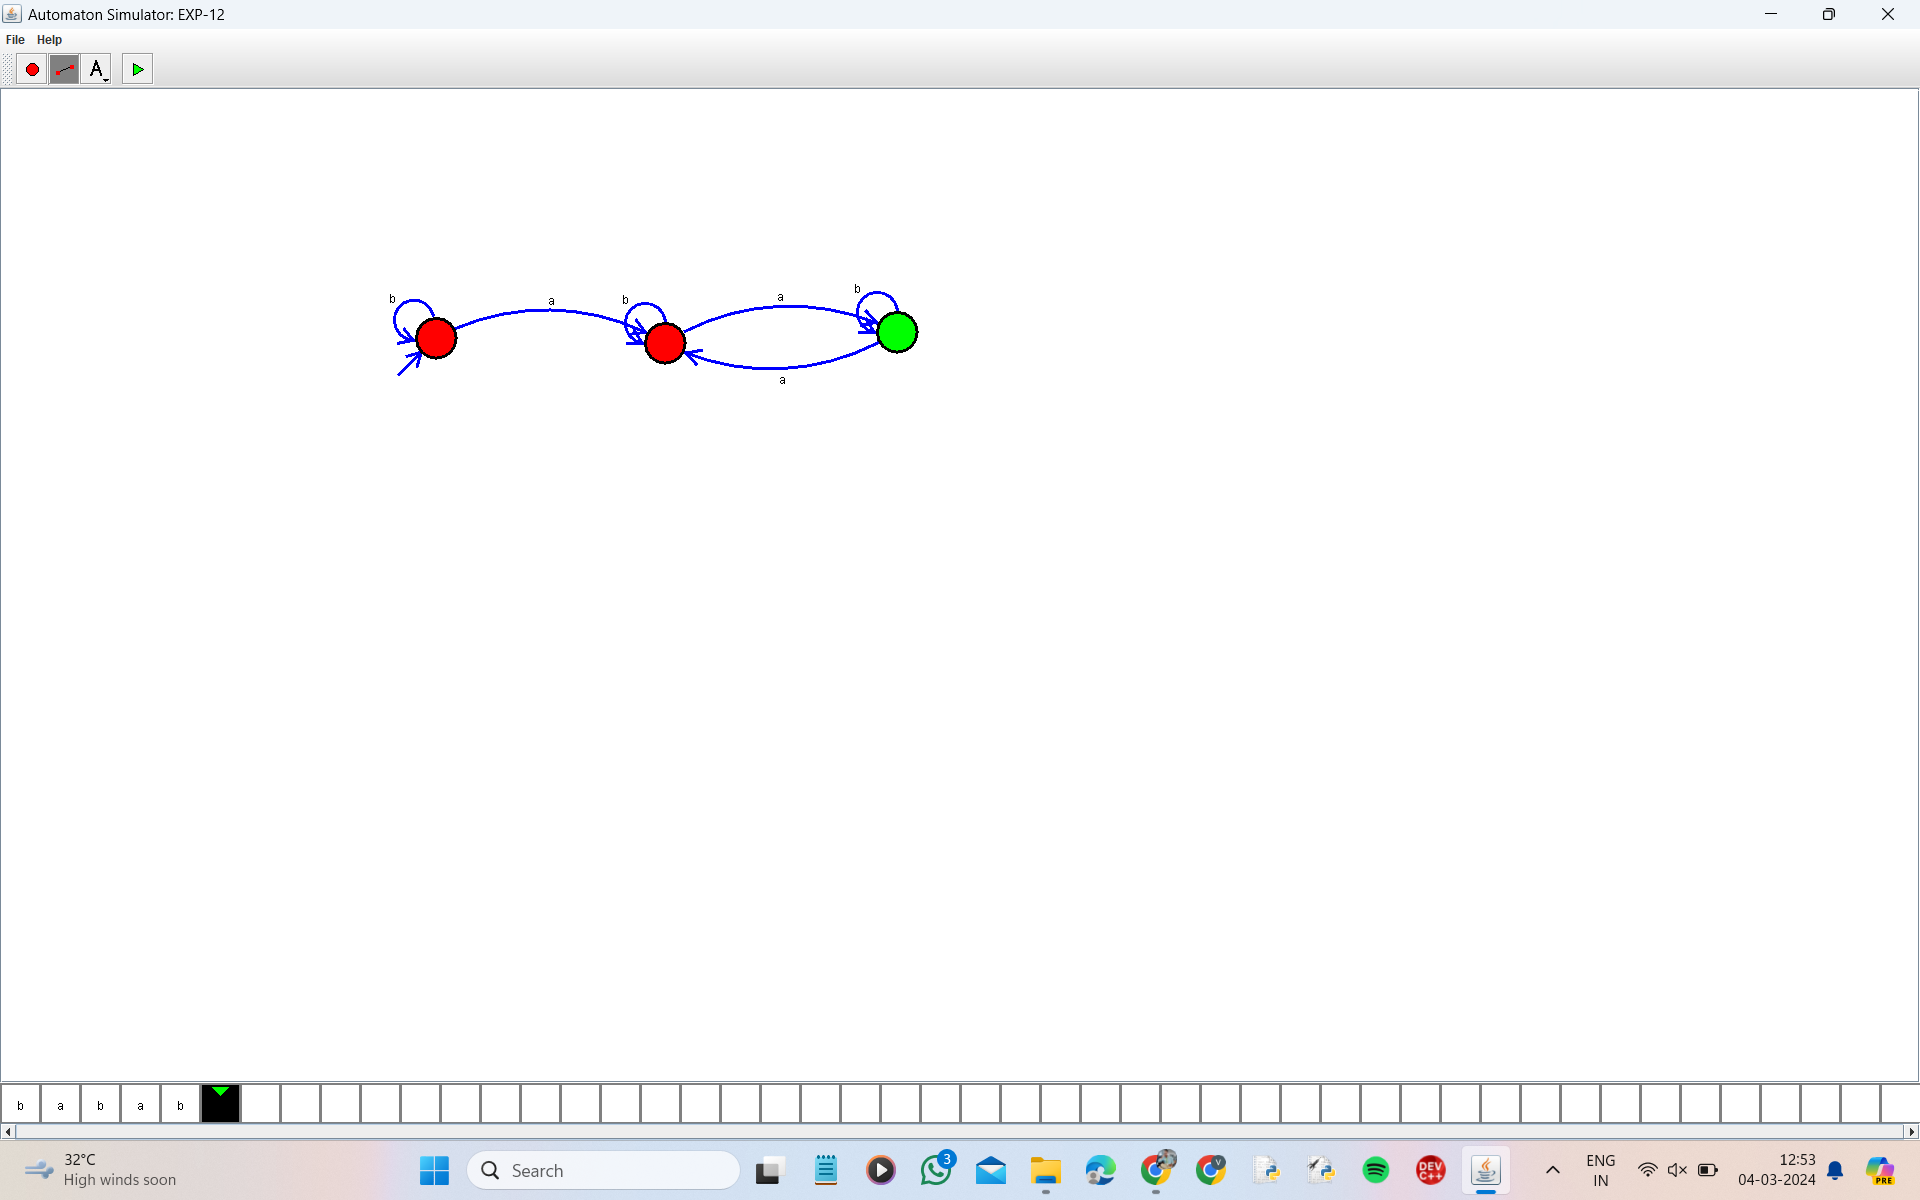 Automaton Simulator: EXP-12
File Help
A
b a b a b
a
b a b a b
32°C
High winds soon
Search
3
V
DEV
C++
ENG
IN
12:53
04-03-2024
PRE